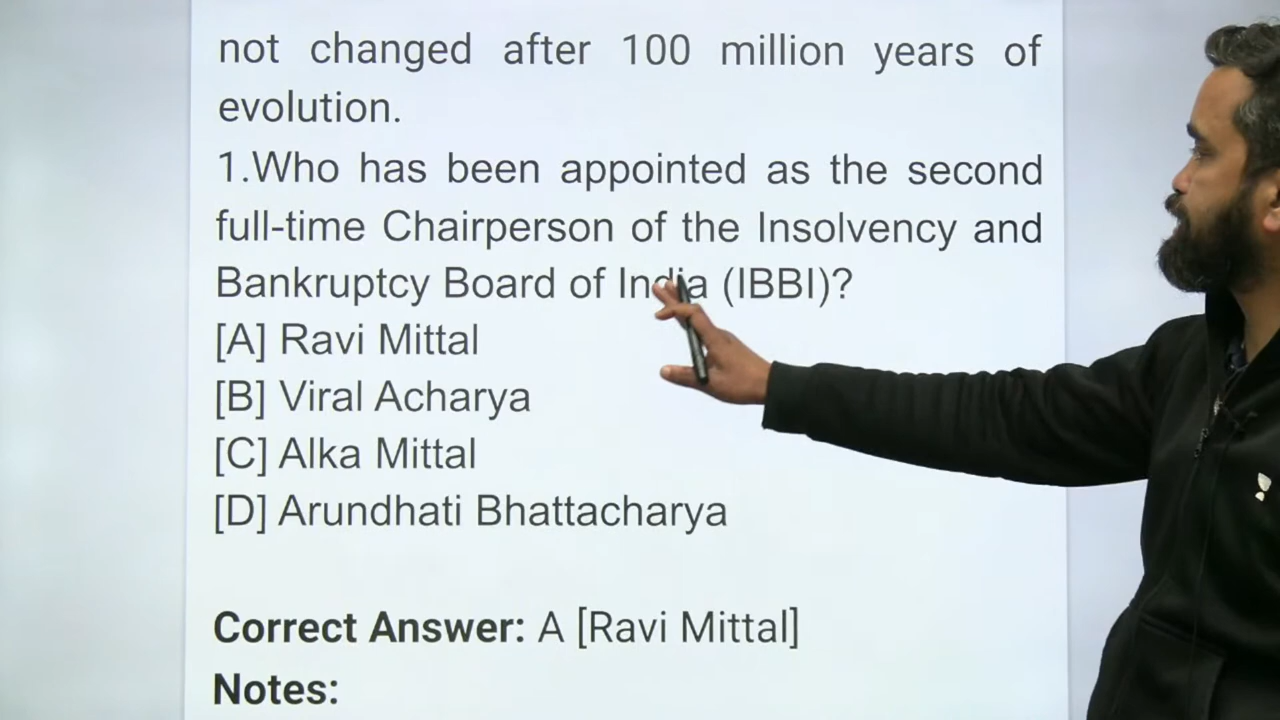 not changed after 100 million years of
evolution.
1.Who has been appointed as the second
full-time Chairperson of the Insolvency and
Bankruptcy Board of India (IBBI)?
[A] Ravi Mittal
[B] Viral Acharya
[C] Alka Mittal
[D] Arundhati Bhattacharya
Correct Answer: A [Ravi Mittal]
Notes: